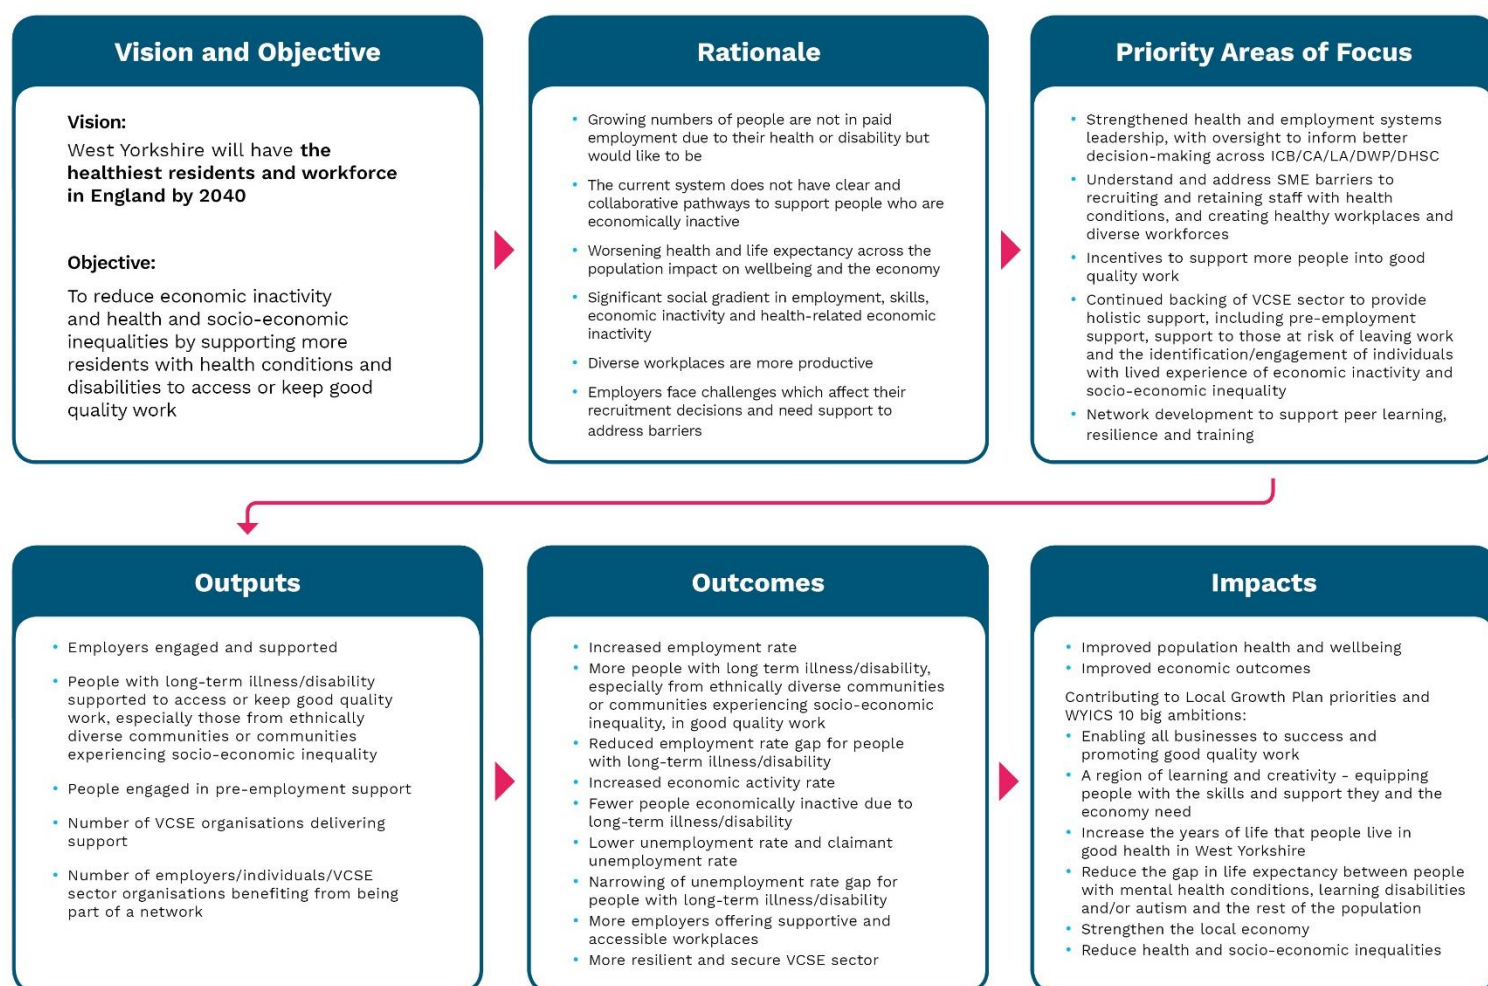 Vision and Objective
Vision:
West Yorkshire will have the
healthiest residents and workforce
in England by 2040
Objective:
To reduce economic inactivity
and health and socio-economic
inequalities by supporting more
residents with health conditions and
disabilities to access or keep good
quality work
Rationale
• Growing numbers of people are not in paid
employment due to their health or disability but
would like to be
• The current system does not have clear and
collaborative pathways to support people who are
economically inactive
• Worsening health and life expectancy across the
population impact on wellbeing and the economy
• Significant social gradient in employment, skills,
economic inactivity and health-related economic
inactivity
• Diverse workplaces are more productive
• Employers face challenges which affect their
recruitment decisions and need support to
address barriers
Priority Areas of Focus
• Strengthened health and employment systems
leadership, with oversight to inform better
decision-making across ICB/CA/LA/DWP/DHSC
• Understand and address SME barriers to
recruiting and retaining staff with health
conditions, and creating healthy workplaces and
diverse workforces
• Incentives to support more people into good
quality work
• Continued backing of VCSE sector to provide
holistic support, including pre-employment
support, support to those at risk of leaving work
and the identification/engagement of individuals
with lived experience of economic inactivity and
socio-economic inequality
• Network development to support peer learning,
resilience and training
Outputs
• Employers engaged and supported
• People with long-term illness/disability
supported to access or keep good quality
work, especially those from ethnically
diverse communities or communities
experiencing socio-economic inequality
• People engaged in pre-employment support
• Number of VCSE organisations delivering
support
• Number of employers/individuals/VCSE
sector organisations benefiting from being
part of a network
Outcomes
• Increased employment rate
• More people with long term illness/disability,
especially from ethnically diverse communities
or communities experiencing socio-economic
inequality, in good quality work
• Reduced employment rate gap for people
with long-term illness/disability
• Increased economic activity rate
• Fewer people economically inactive due to
long-term illness/disability
• Lower unemployment rate and claimant
unemployment rate
• Narrowing of unemployment rate gap for
people with long-term illness/disability
• More employers offering supportive and
accessible workplaces
• More resilient and secure VCSE sector
Impacts
• Improved population health and wellbeing
• Improved economic outcomes
Contributing to Local Growth Plan priorities and
WYICS 10 big ambitions:
• Enabling all businesses to success and
promoting good quality work
• A region of learning and creativity - equipping
people with the skills and support they and the
economy need
• Increase the years of life that people live in
good health in West Yorkshire
• Reduce the gap in life expectancy between people
with mental health conditions, learning disabilities
and/or autism and the rest of the population
• Strengthen the local economy
• Reduce health and socio-economic inequalities